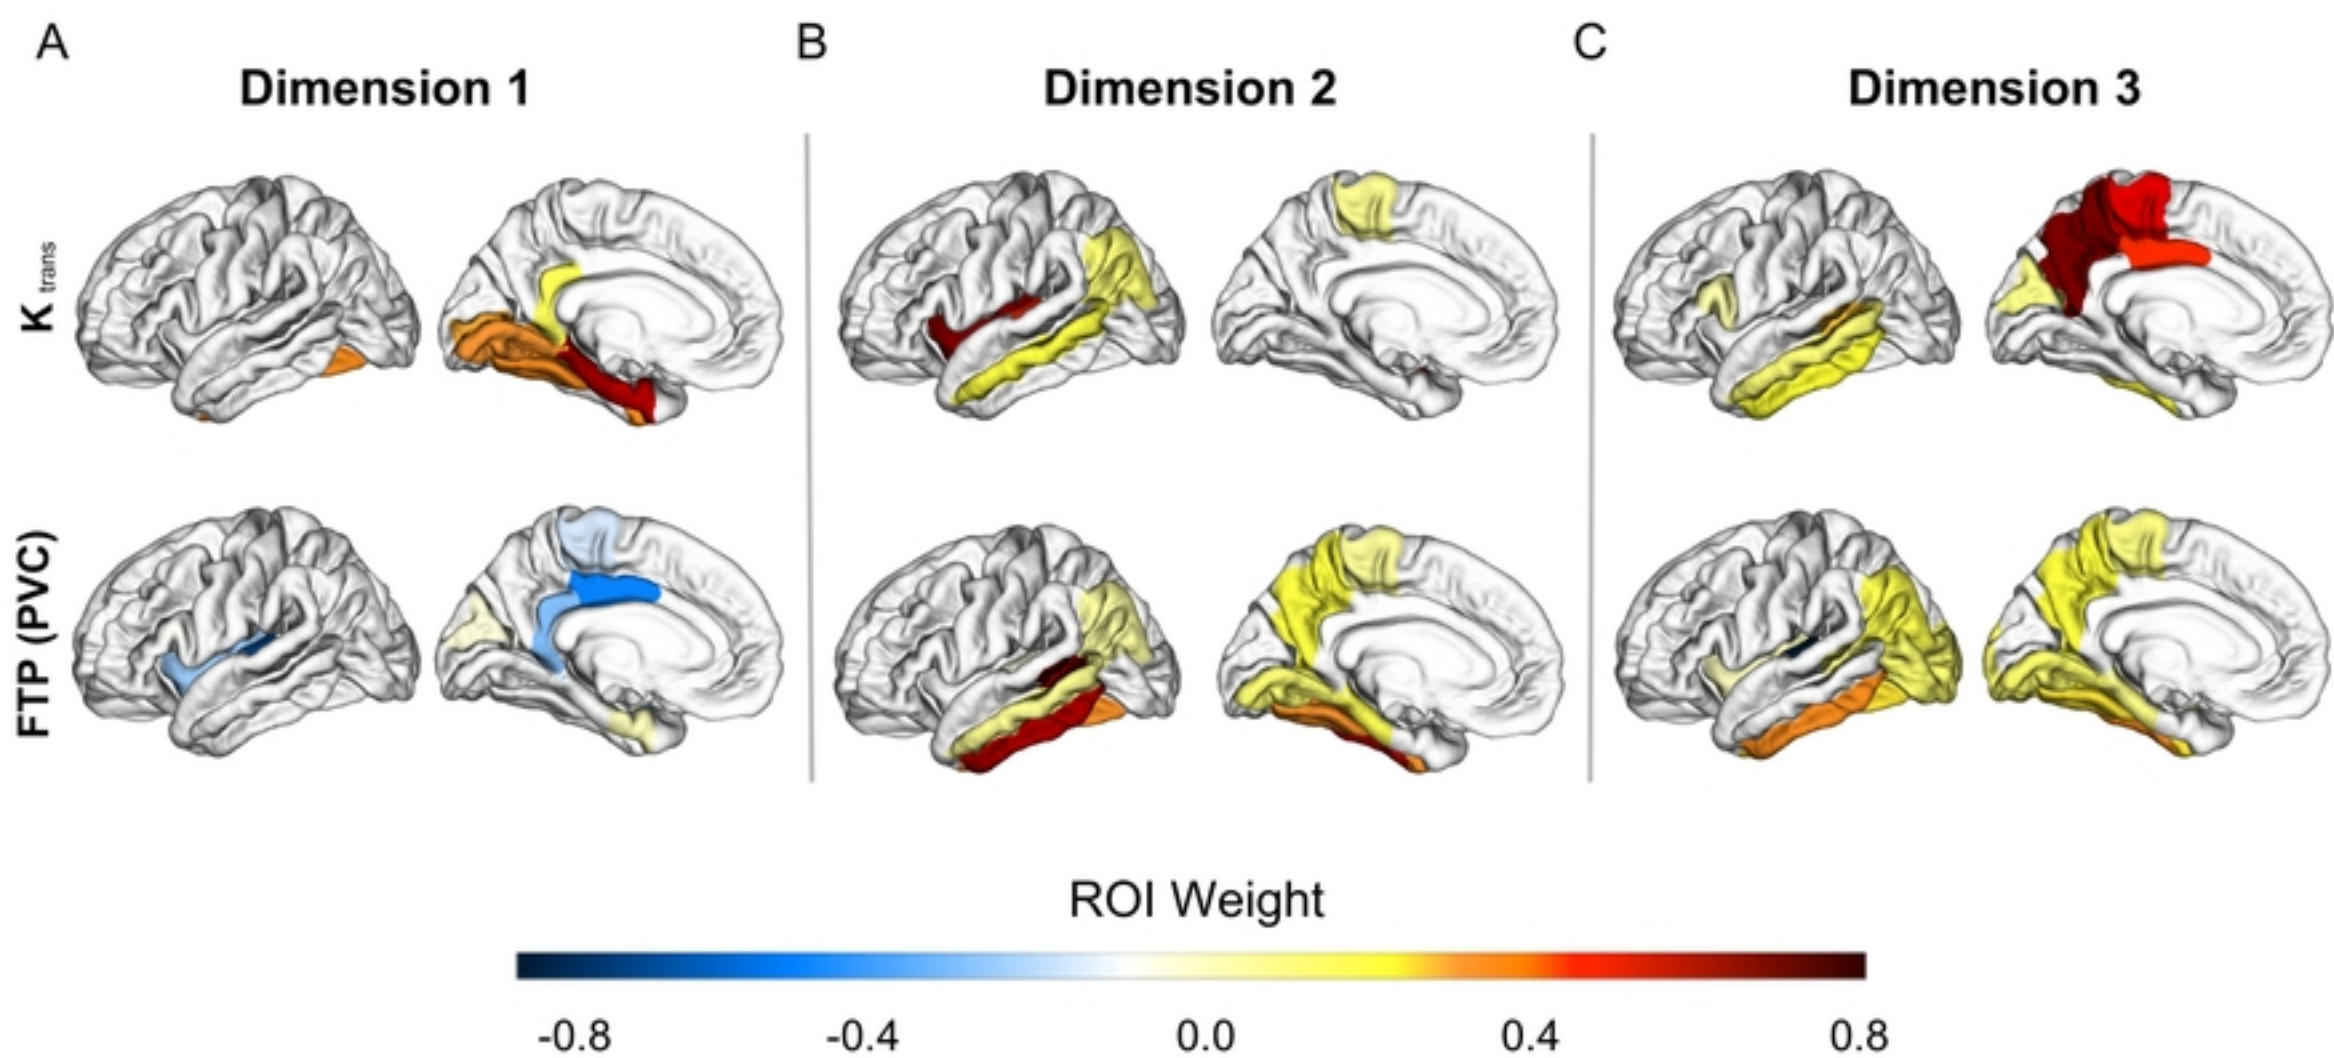 A
B
C
Dimension 1
Dimension 2
Dimension 3
K trans
FTP (PVC)
ROI Weight
-0.8
-0.4
0.0
0.4
0.8